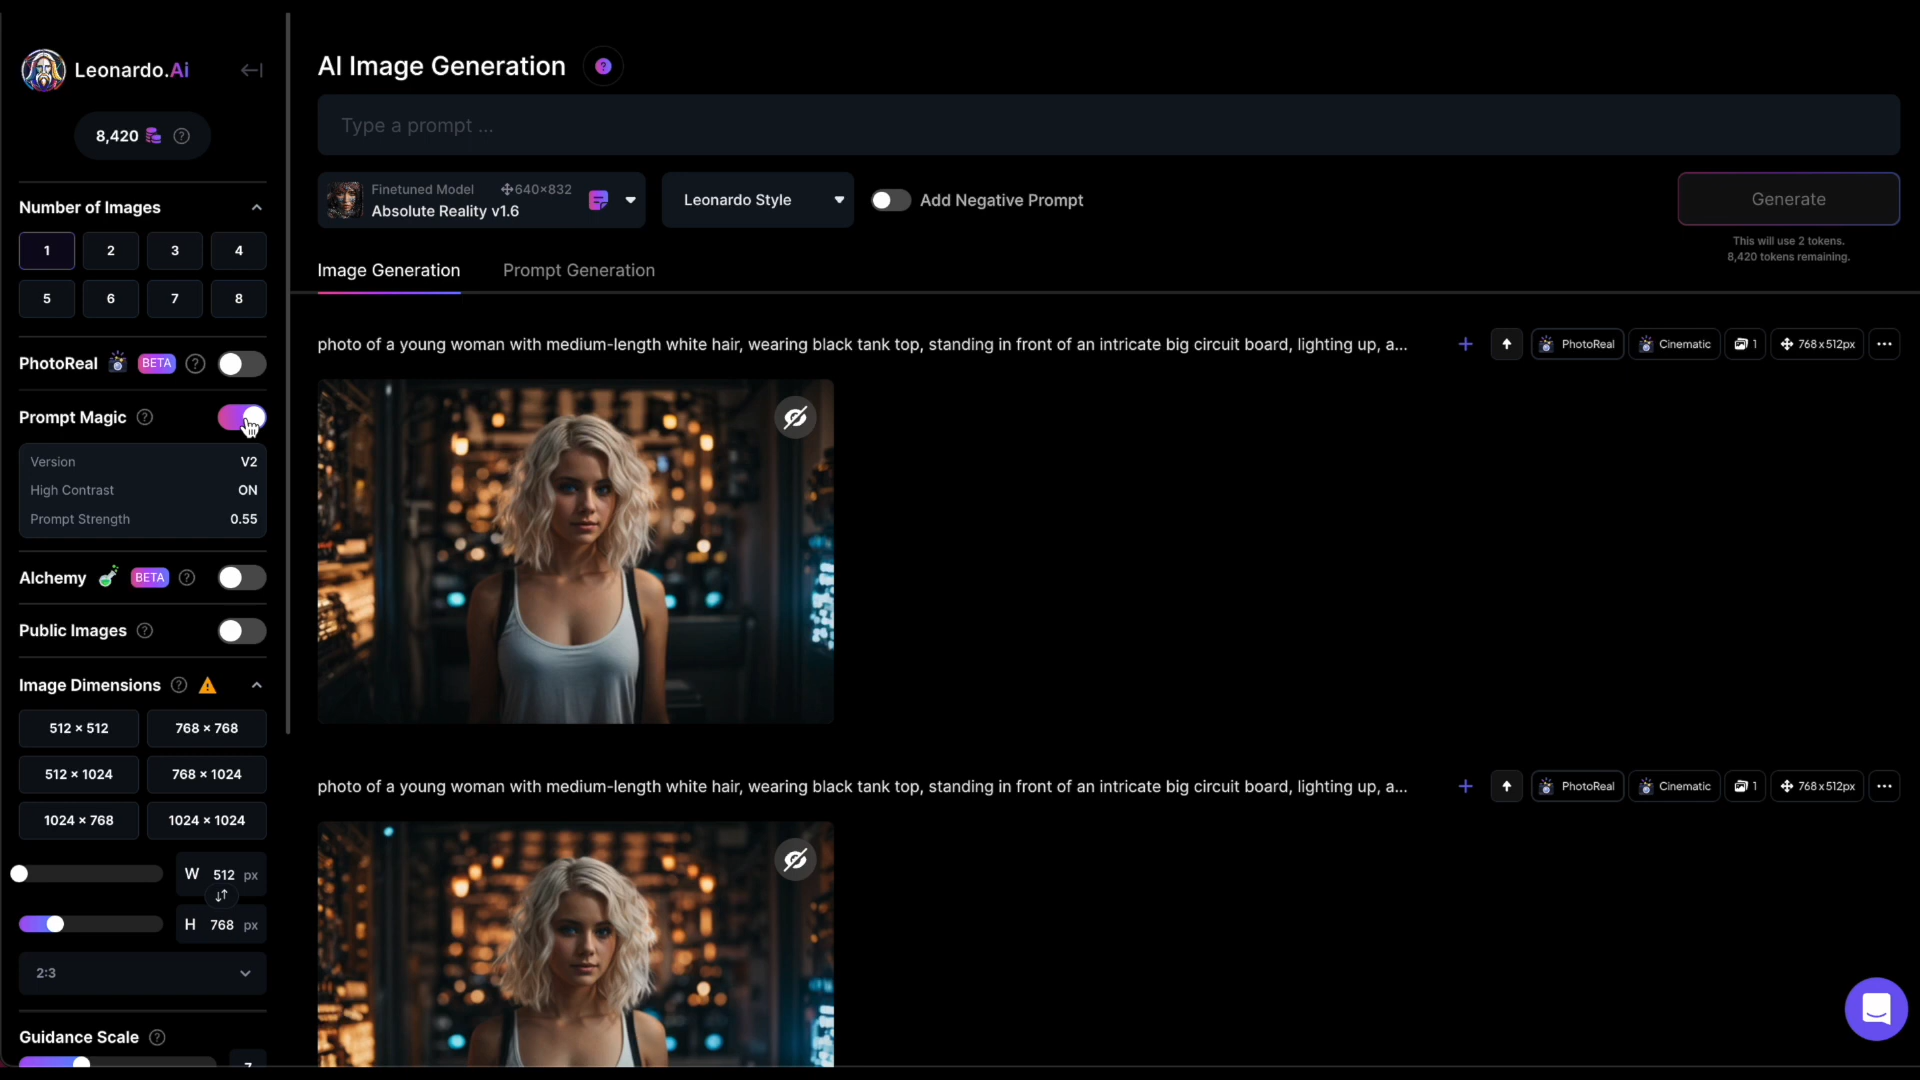 Leonardo.Ai
8,420
Number of Images
1 2 3 4
5 6 7 8
PhotoReal BETA
Prompt Magic
Version V2
High Contrast ON
Prompt Strength 0.55
Alchemy BETA
Public Images
Image Dimensions
512 × 512 768 × 768
512 × 1024 768 × 1024
1024 × 768 1024 × 1024
W 512 px
H 768 px
2:3
Guidance Scale
7
AI Image Generation ?
Type a prompt ...
Finetuned Model 640×832
Absolute Reality v1.6
Leonardo Style
Add Negative Prompt
Generate
This will use 2 tokens.
8,420 tokens remaining.
Image Generation Prompt Generation
photo of a young woman with medium-length white hair, wearing black tank top, standing in front of an intricate big circuit board, lighting up, a... PhotoReal Cinematic 1 768x512px
photo of a young woman with medium-length white hair, wearing black tank top, standing in front of an intricate big circuit board, lighting up, a... PhotoReal Cinematic 1 768x512px